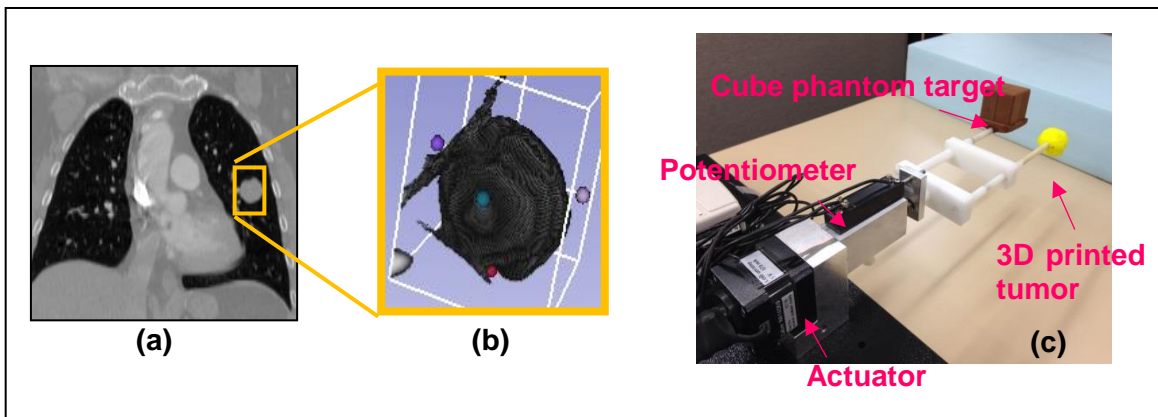 Cube phantom target
Potentiometer
3D printed
tumor
(a)
(b)
(c)
Actuator